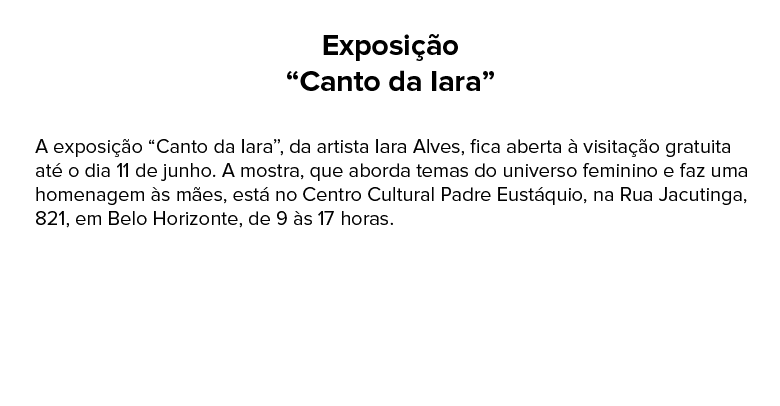 Exposição
“Canto da Iara”
A exposição “Canto da Iara”, da artista Iara Alves, fica aberta à visitação gratuita
até o dia 11 de junho. A mostra, que aborda temas do universo feminino e faz uma
homenagem às mães, está no Centro Cultural Padre Eustáquio, na Rua Jacutinga,
821, em Belo Horizonte, de 9 às 17 horas.